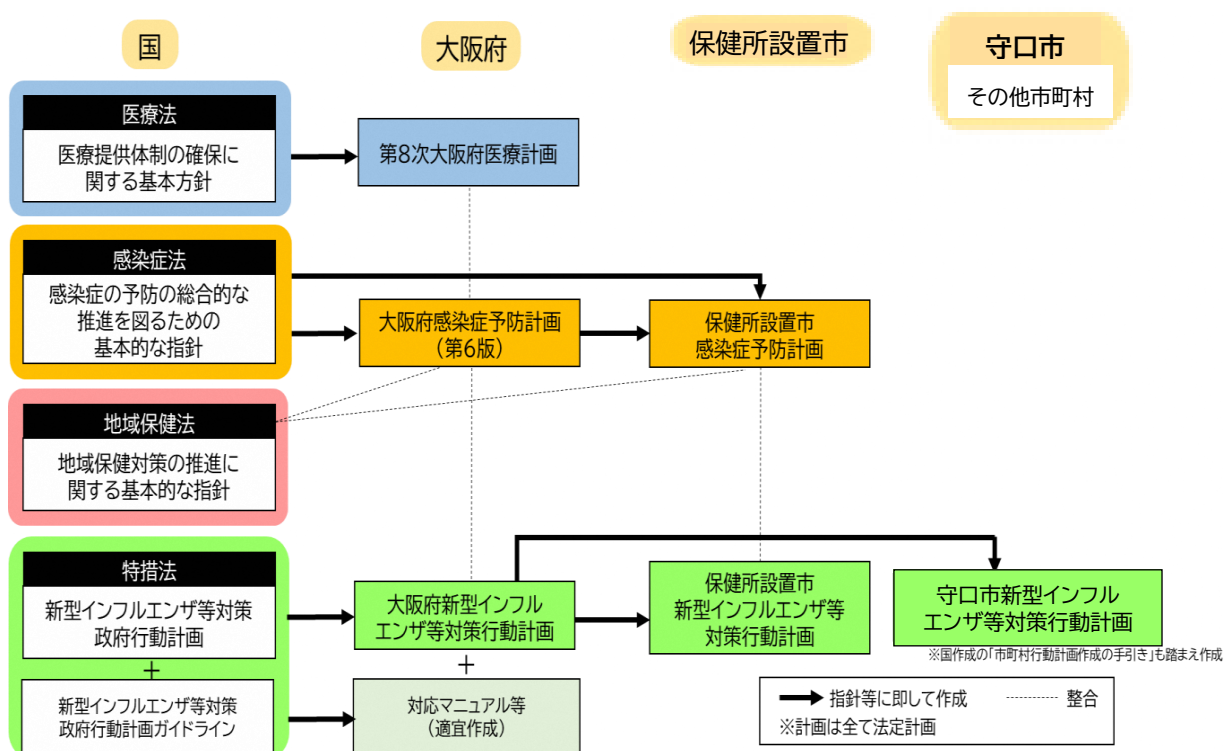 国
大阪府
保健所設置市
守口市
その他市町村
医療法
医療提供体制の確保に
関する基本方針
第8次大阪府医療計画
感染症法
感染症の予防の総合的な
推進を図るための
基本的な指針
大阪府感染症予防計画
（第6版）
保健所設置市
感染症予防計画
地域保健法
地域保健対策の推進に
関する基本的な指針
特措法
新型インフルエンザ等対策
政府行動計画
+
新型インフルエンザ等対策
政府行動計画ガイドライン
大阪府新型インフル
エンザ等対策行動計画
+
対応マニュアル等
（適宜作成）
保健所設置市
新型インフルエンザ等
対策行動計画
守口市新型インフル
エンザ等対策行動計画
※国作成の「市町村行動計画作成の手引き」も踏まえ作成
指針等に即して作成 整合
※計画は全て法定計画